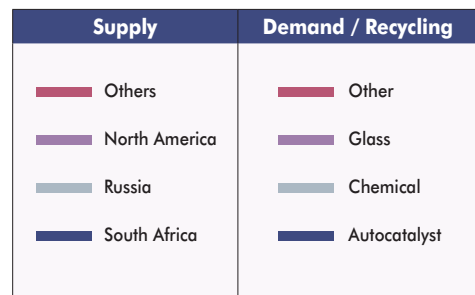 Supply
Demand / Recycling
Others
Other
North America
Glass
Russia
Chemical
South Africa
Autocatalyst